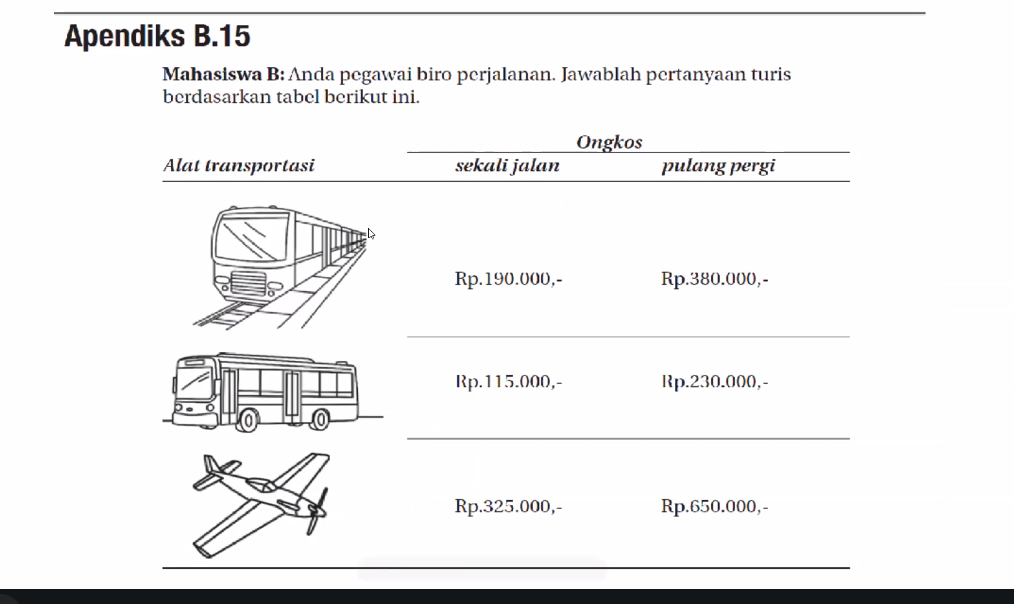 Apendiks B.15
Mahasiswa B: Anda pegawai biro perjalanan. Jawablah pertanyaan turis
berdasarkan tabel berikut ini.
Ongkos
Alat transportasi sekali jalan pulang pergi
Rp.190.000,- Rp.380.000,-
Rp.115.000,- Rp.230.000,-
Rp.325.000,- Rp.650.000,-